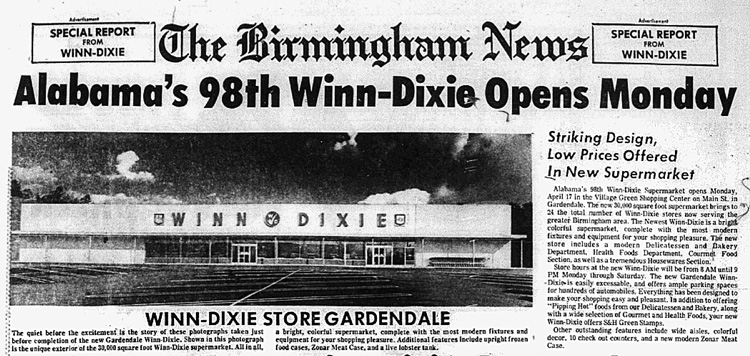 Advertisement
SPECIAL REPORT
FROM
WINN-DIXIE
The Birmingham News
Advertisement
SPECIAL REPORT
FROM
WINN-DIXIE
Alabama's 98th Winn-Dixie Opens Monday
WINN DIXIE
WINN-DIXIE STORE GARDENDALE
The quiet before the excitement is the story of these photographs taken just
before completion of the new Gardendale Winn-Dixie. Shown in this photograph
is the unique exterior of the 30,000 square foot Winn-Dixie supermarket. All in all,
a bright, colorful supermarket, complete with the most modern fixtures and
equipment for your shopping pleasure. Additional features include upright frozen
food cases, Zonar Meat Case, and a live lobster tank.
Striking Design,
Low Prices Offered
In New Supermarket
Alabama's 98th Winn-Dixie Supermarket opens Monday,
April 17 in the Village Green Shopping Center on Main St. in
Gardendale. The new 30,000 square foot supermarket brings to
24 the total number of Winn-Dixie stores now serving the
greater Birmingham area. The Newest Winn-Dixie is a bright
colorful supermarket, complete with the most modern
fixtures and equipment for your shopping pleasure. The new
store includes a modern Delicatessen and Bakery
Department, Health Foods Department, Gourmet Food
Section, as well as a tremendous Housewares Section.
Store hours at the new Winn-Dixie will be from 8 AM until 9
PM Monday through Saturday. The new Gardendale Winn-
Dixie is easily excessable, and offers ample parking spaces
for hundreds of automobiles. Everything has been designed to
make your shopping easy and pleasant. In addition to offering
"Pipping Hot" foods from our Delicatessen and Bakery, along
with a wide selection of Gourmet and Health Foods, your new
Winn-Dixie offers S&H Green Stamps.
Other outstanding features include wide aisles, colorful
decor, 10 check out counters, and a new modern Zonar Meat
Case.